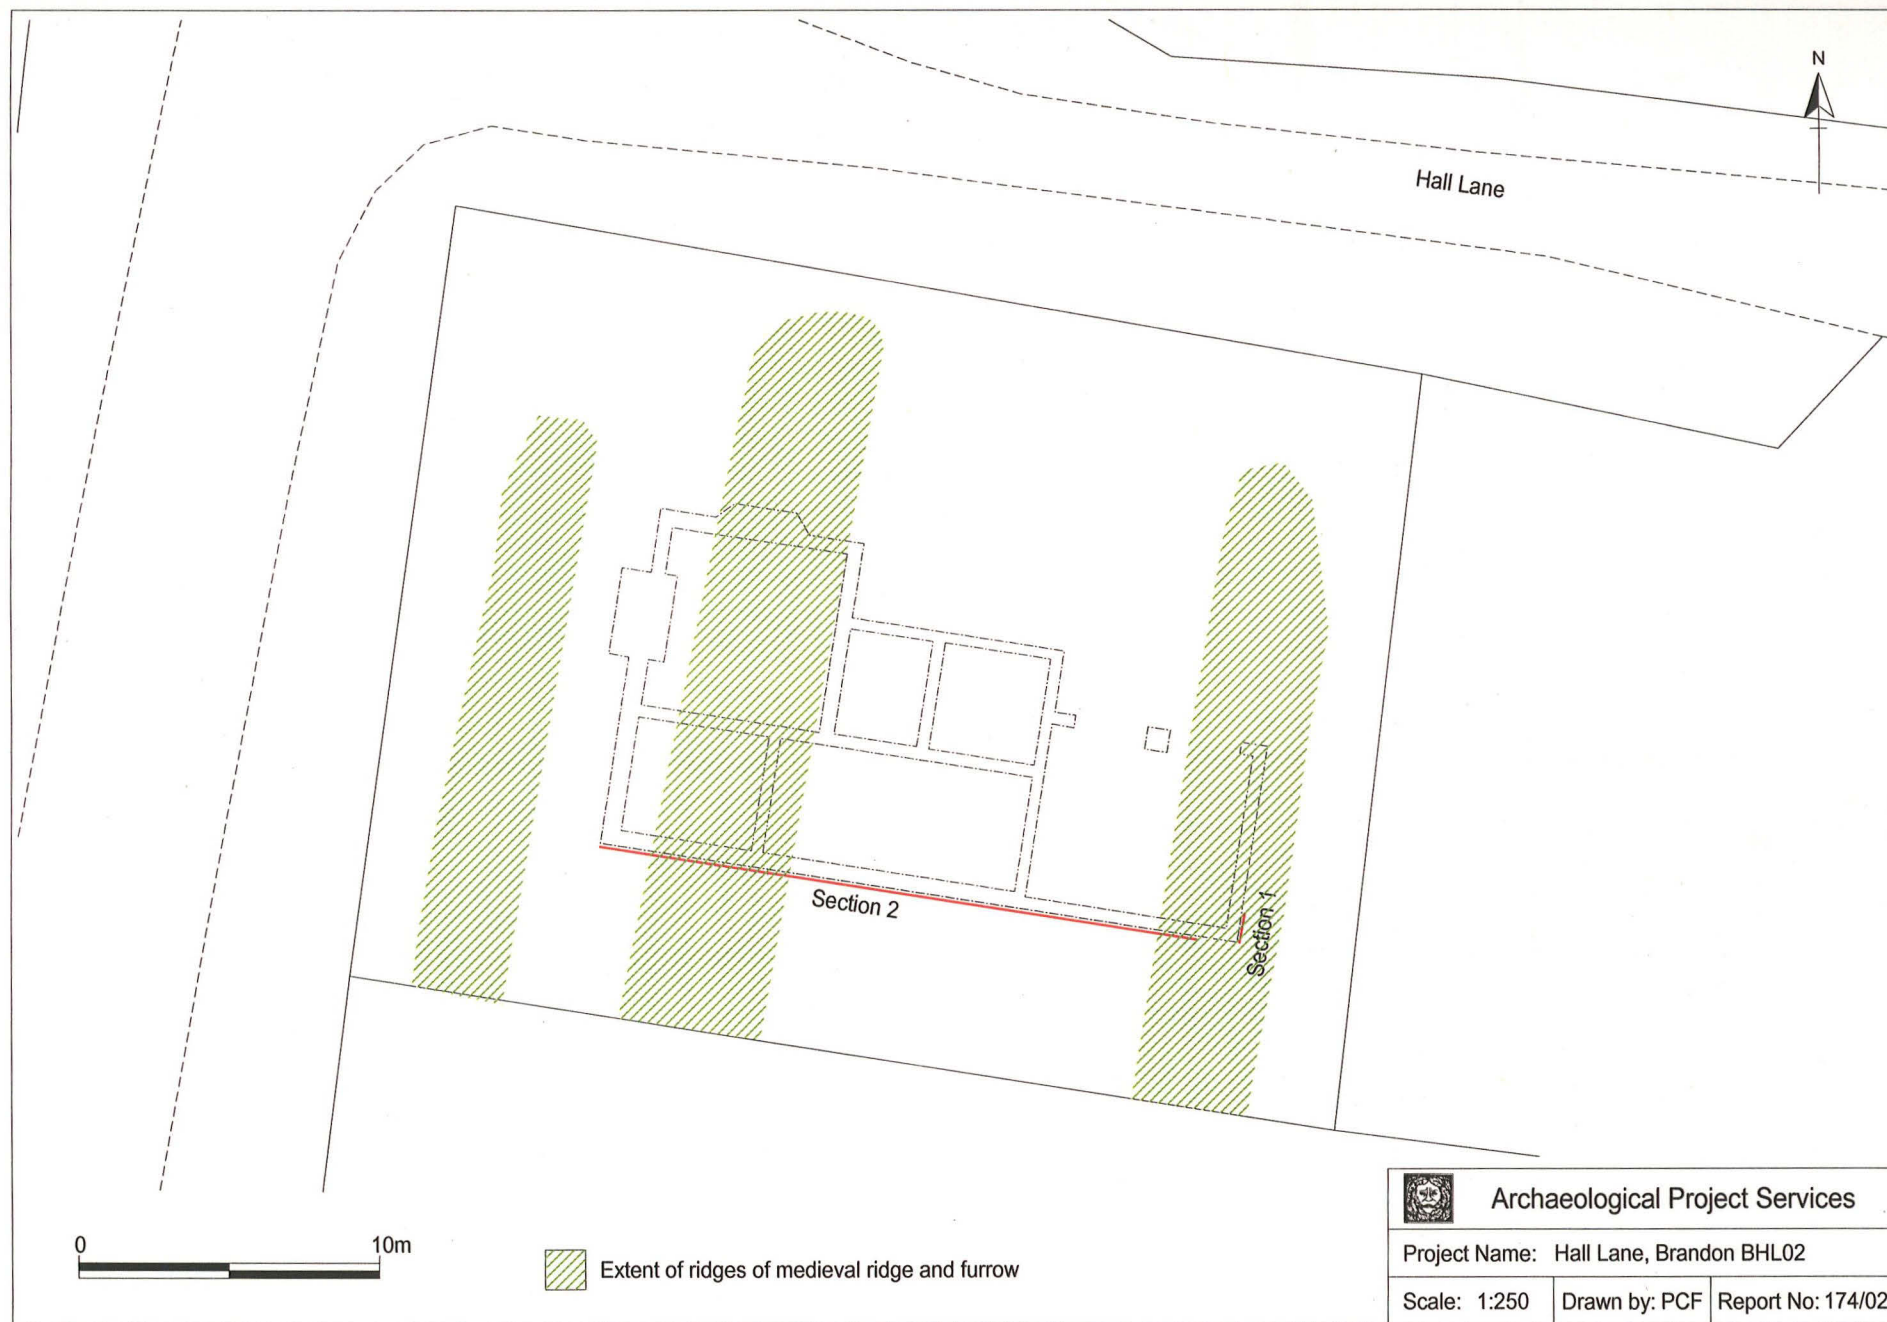 N
Hall Lane
Section 2
Section 1
0 10m
Extent of ridges of medieval ridge and furrow
Archaeological Project Services
Project Name: Hall Lane, Brandon BHL02
Scale: 1:250 Drawn by: PCF Report No: 174/02